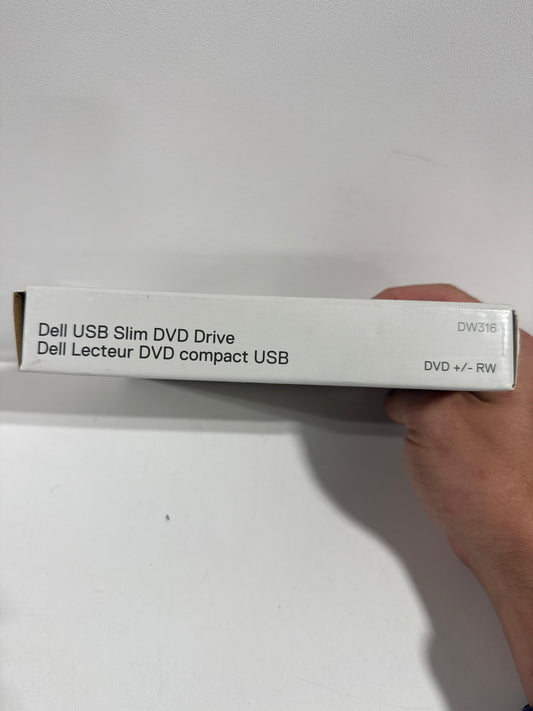 Dell USB Slim DVD Drive
Dell Lecteur DVD compact USB
DW316
DVD +/- RW